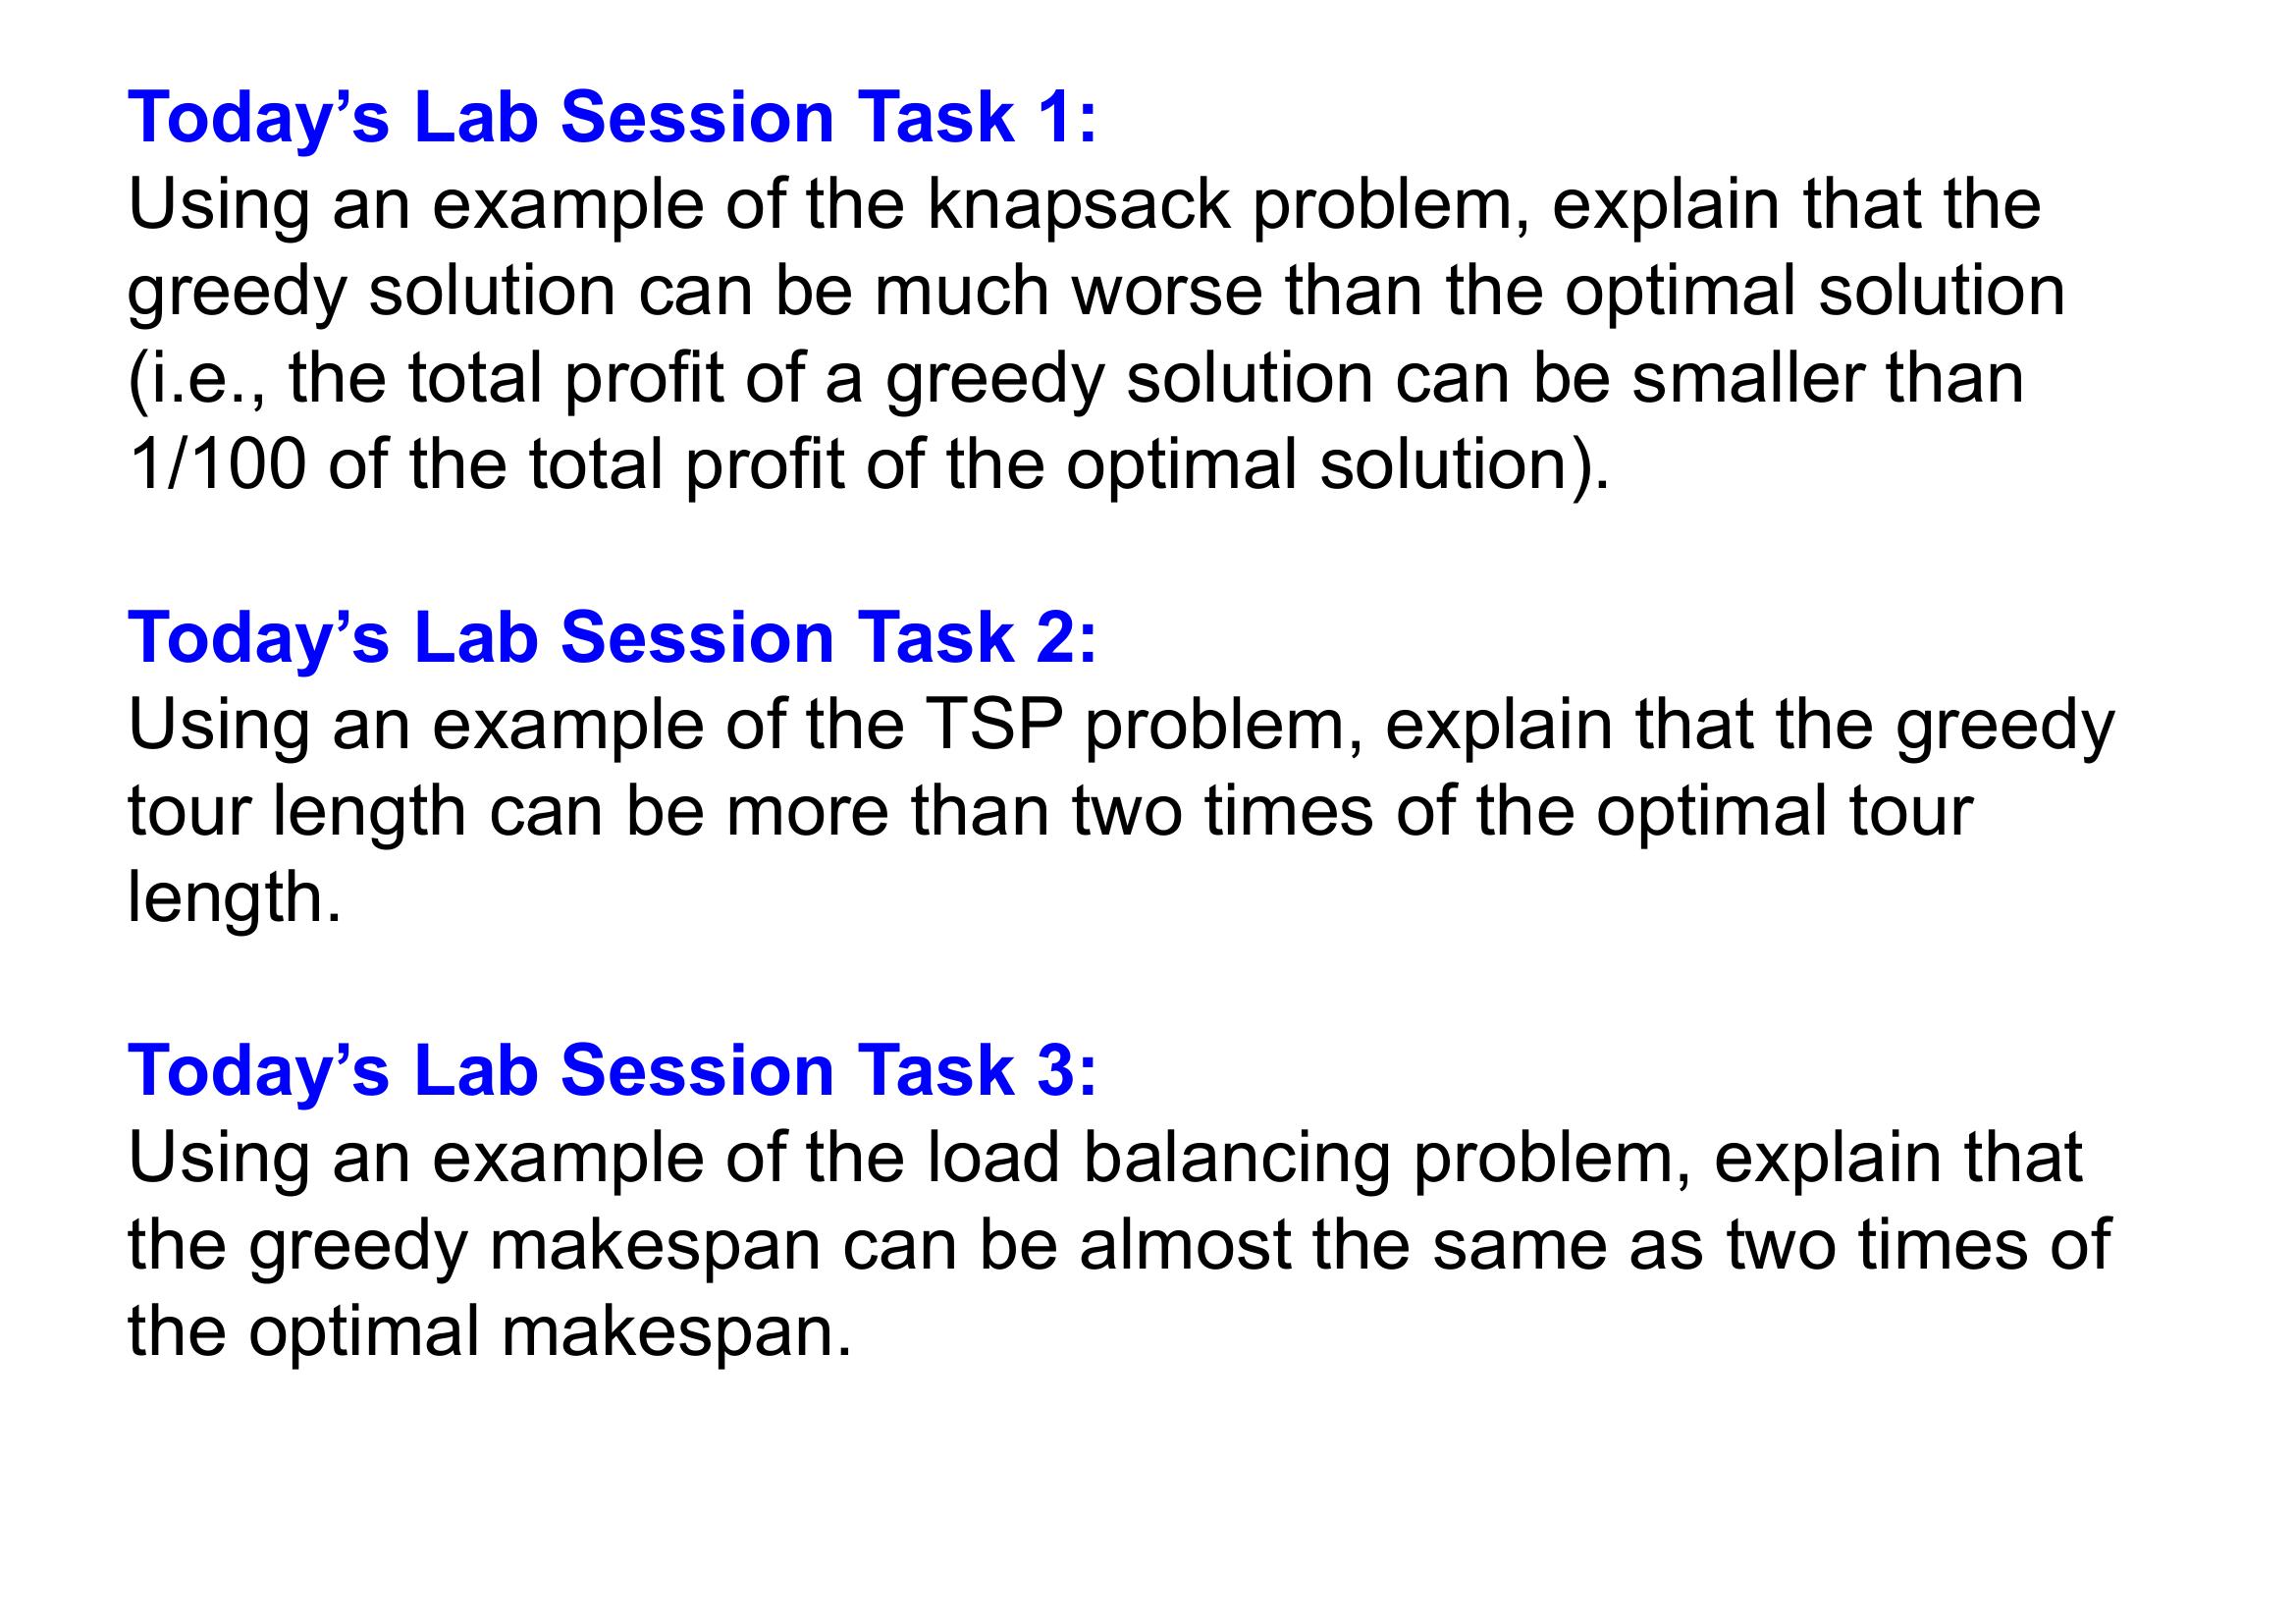 Today’s Lab Session Task 1:
Using an example of the knapsack problem, explain that the
greedy solution can be much worse than the optimal solution
(i.e., the total profit of a greedy solution can be smaller than
1/100 of the total profit of the optimal solution).
Today’s Lab Session Task 2:
Using an example of the TSP problem, explain that the greedy
tour length can be more than two times of the optimal tour
length.
Today’s Lab Session Task 3:
Using an example of the load balancing problem, explain that
the greedy makespan can be almost the same as two times of
the optimal makespan.